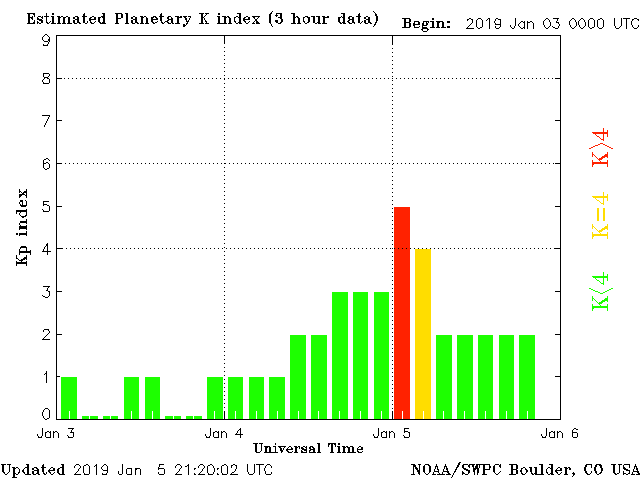 Estimated Planetary K index (3 hour data)
Begin: 2019 Jan 03 0000 UTC
9
8
7
6
5
4
3
2
1
0
Kp index
K>4
K=4
K<4
Jan 3
Jan 4
Jan 5
Jan 6
Universal Time
Updated 2019 Jan 5 21:20:02 UTC
NOAA/SWPC Boulder, CO USA